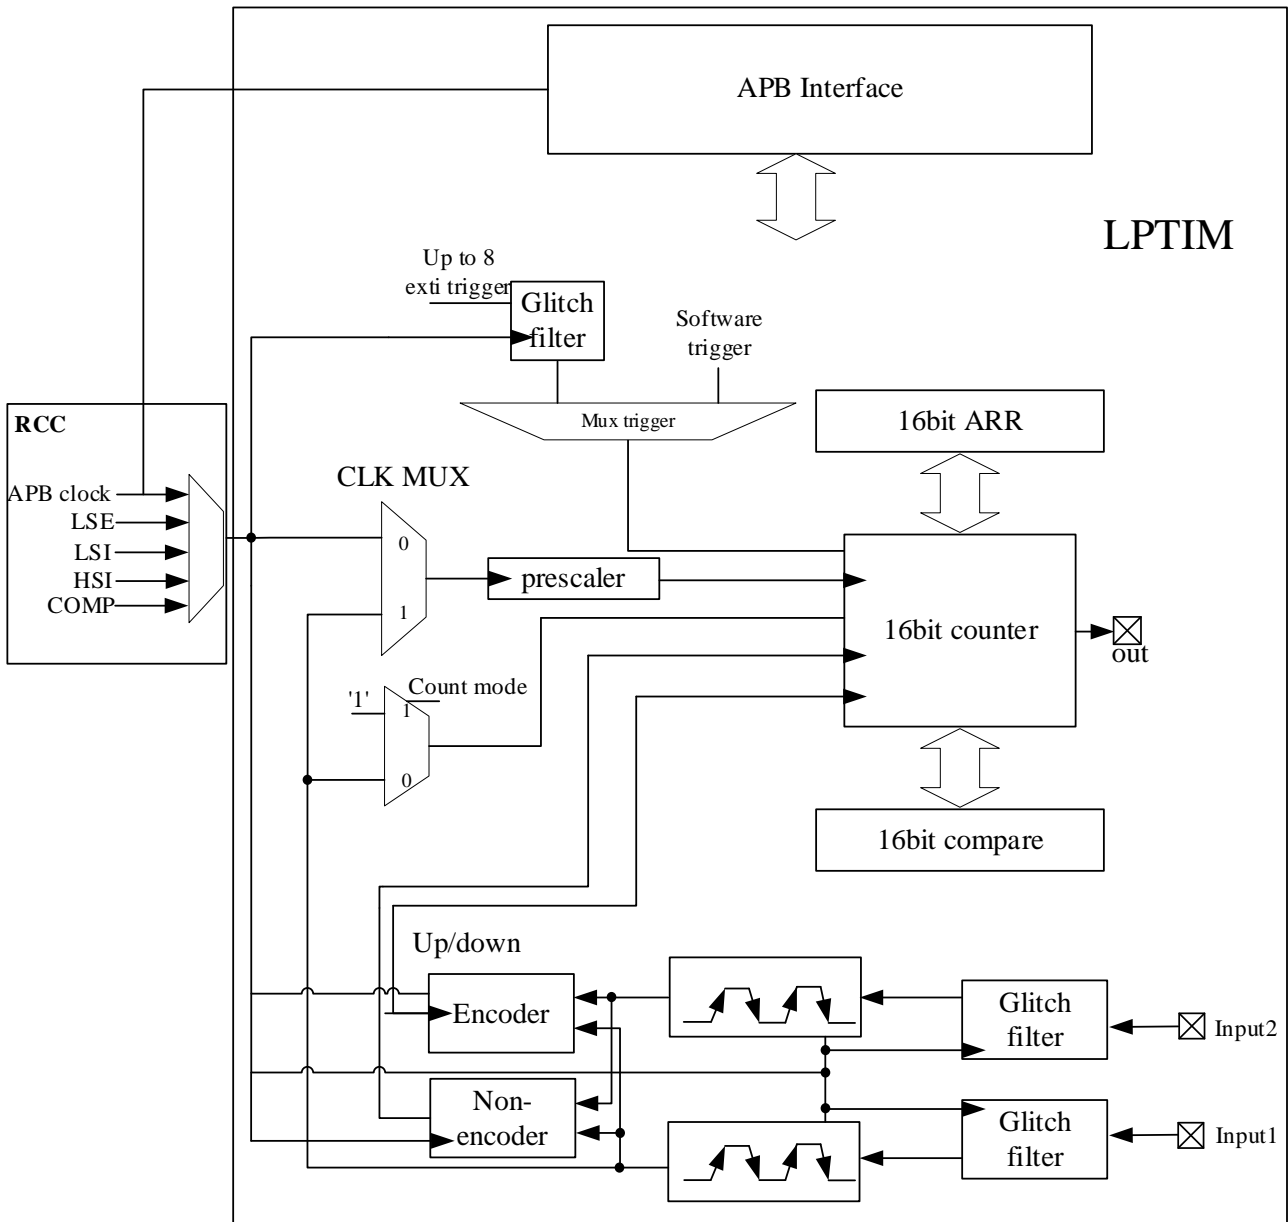 APB Interface
LPTIM
Up to 8
exti trigger
Glitch
filter
Software
trigger
Mux trigger
16bit ARR
RCC
CLK MUX
APB clock
LSE
LSI
HSI
COMP
0
1
prescaler
16bit counter
out
'1'
Count mode
1
0
16bit compare
Up/down
Encoder
Glitch
filter
Input2
Non-
encoder
Glitch
filter
Input1